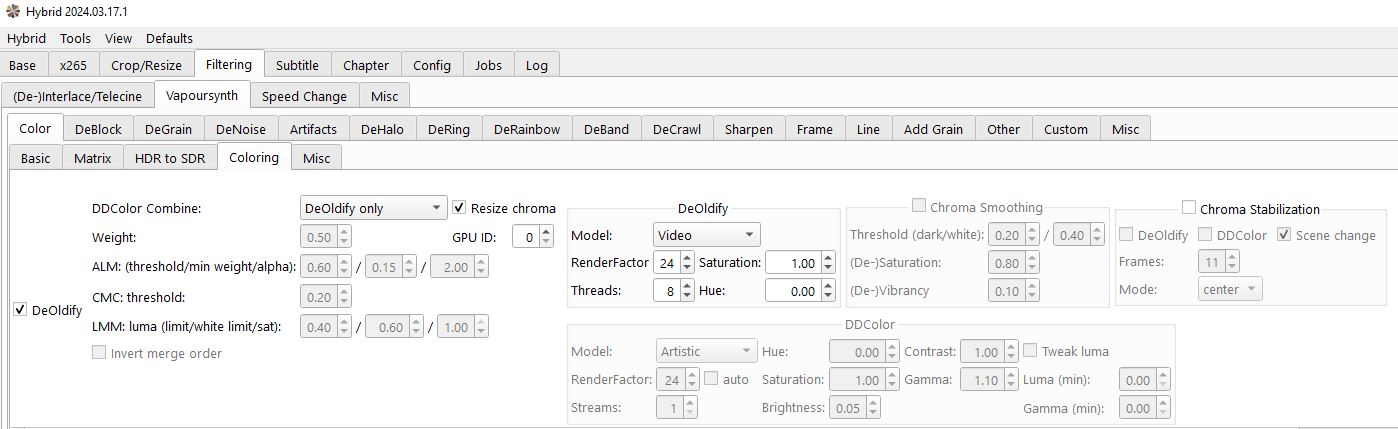 Hybrid 2024.03.17.1
Hybrid Tools View Defaults
Base x265 Crop/Resize Filtering Subtitle Chapter Config Jobs Log
(De-)Interlace/Telecine Vapoursynth Speed Change Misc
Color DeBlock DeGrain DeNoise Artifacts DeHalo DeRing DeRainbow DeBand DeCrawl Sharpen Frame Line Add Grain Other Custom Misc
Basic Matrix HDR to SDR Coloring Misc
DeOldify
DDColor Combine: DeOldify only Resize chroma
Weight: 0.50 GPU ID: 0
ALM: (threshold/min weight/alpha): 0.60 / 0.15 / 2.00
CMC: threshold: 0.20
LMM: luma (limit/white limit/sat): 0.40 / 0.60 / 1.00
Invert merge order
DeOldify
Model: Video
RenderFactor 24 Saturation: 1.00
Threads: 8 Hue: 0.00
Chroma Smoothing
Threshold (dark/white): 0.20 / 0.40
(De-)Saturation: 0.80
(De-)Vibrancy 0.10
Chroma Stabilization
DeOldify DDColor Scene change
Frames: 11
Mode: center
DDColor
Model: Artistic Hue: 0.00 Contrast: 1.00 Tweak luma
RenderFactor: 24 auto Saturation: 1.00 Gamma: 1.10 Luma (min): 0.00
Streams: 1 Brightness: 0.05 Gamma (min): 0.00